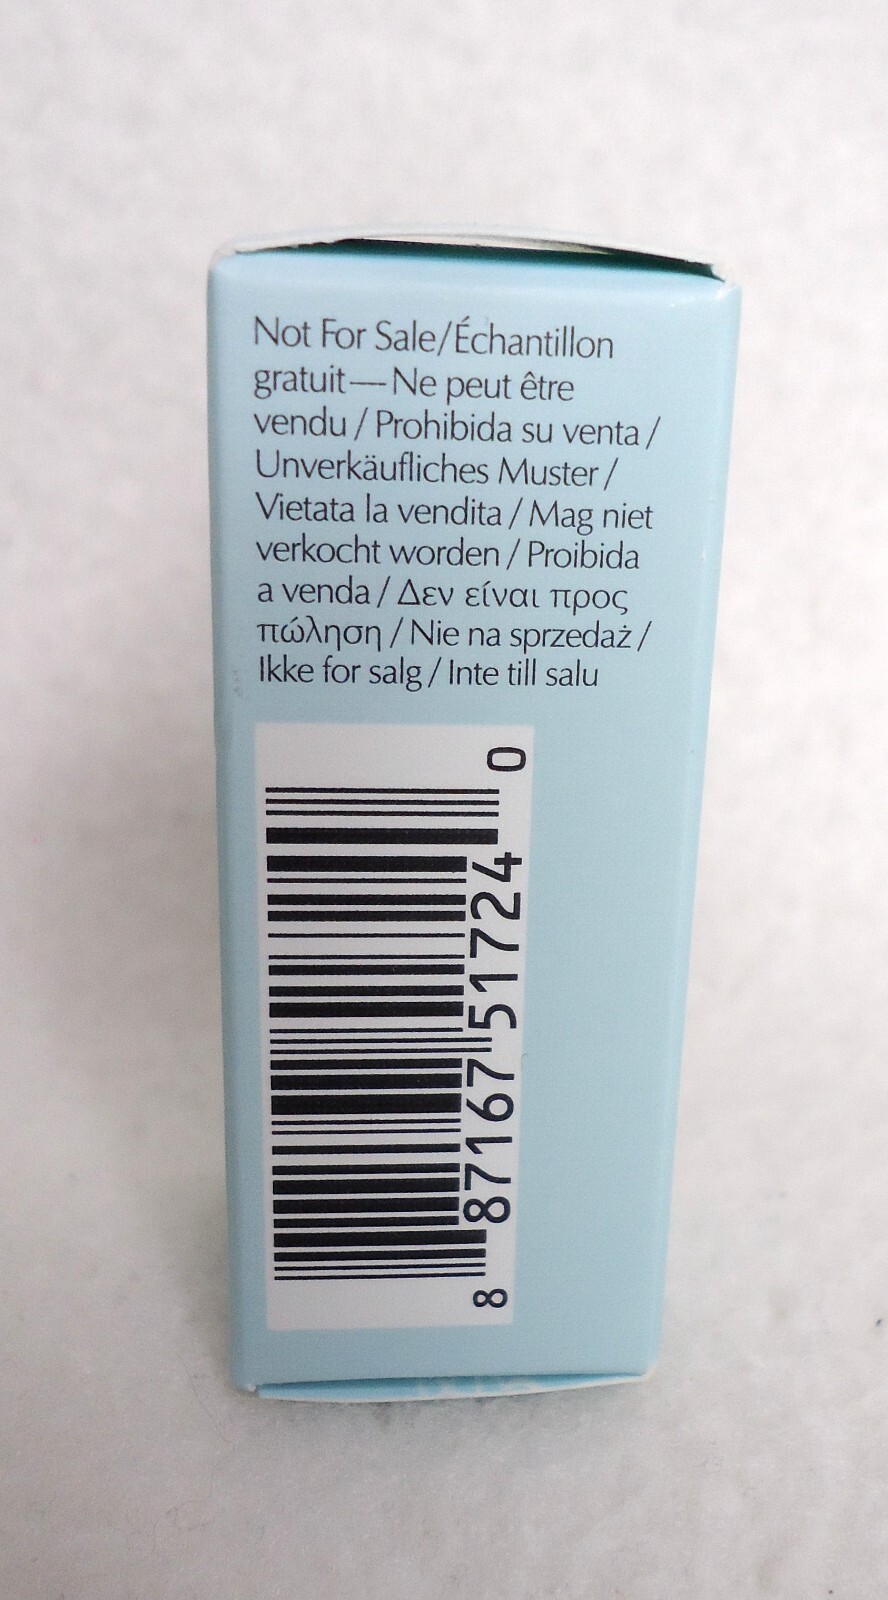 Not For Sale/Échantillon
gratuit—Ne peut être
vendu / Prohibida su venta /
Unverkäufliches Muster /
Vietata la vendita / Mag niet
verkocht worden / Proibida
a venda / Δεν είναι προς
πώληση / Nie na sprzedaż /
Ikke for salg / Inte till salu
8 87167 51724 0